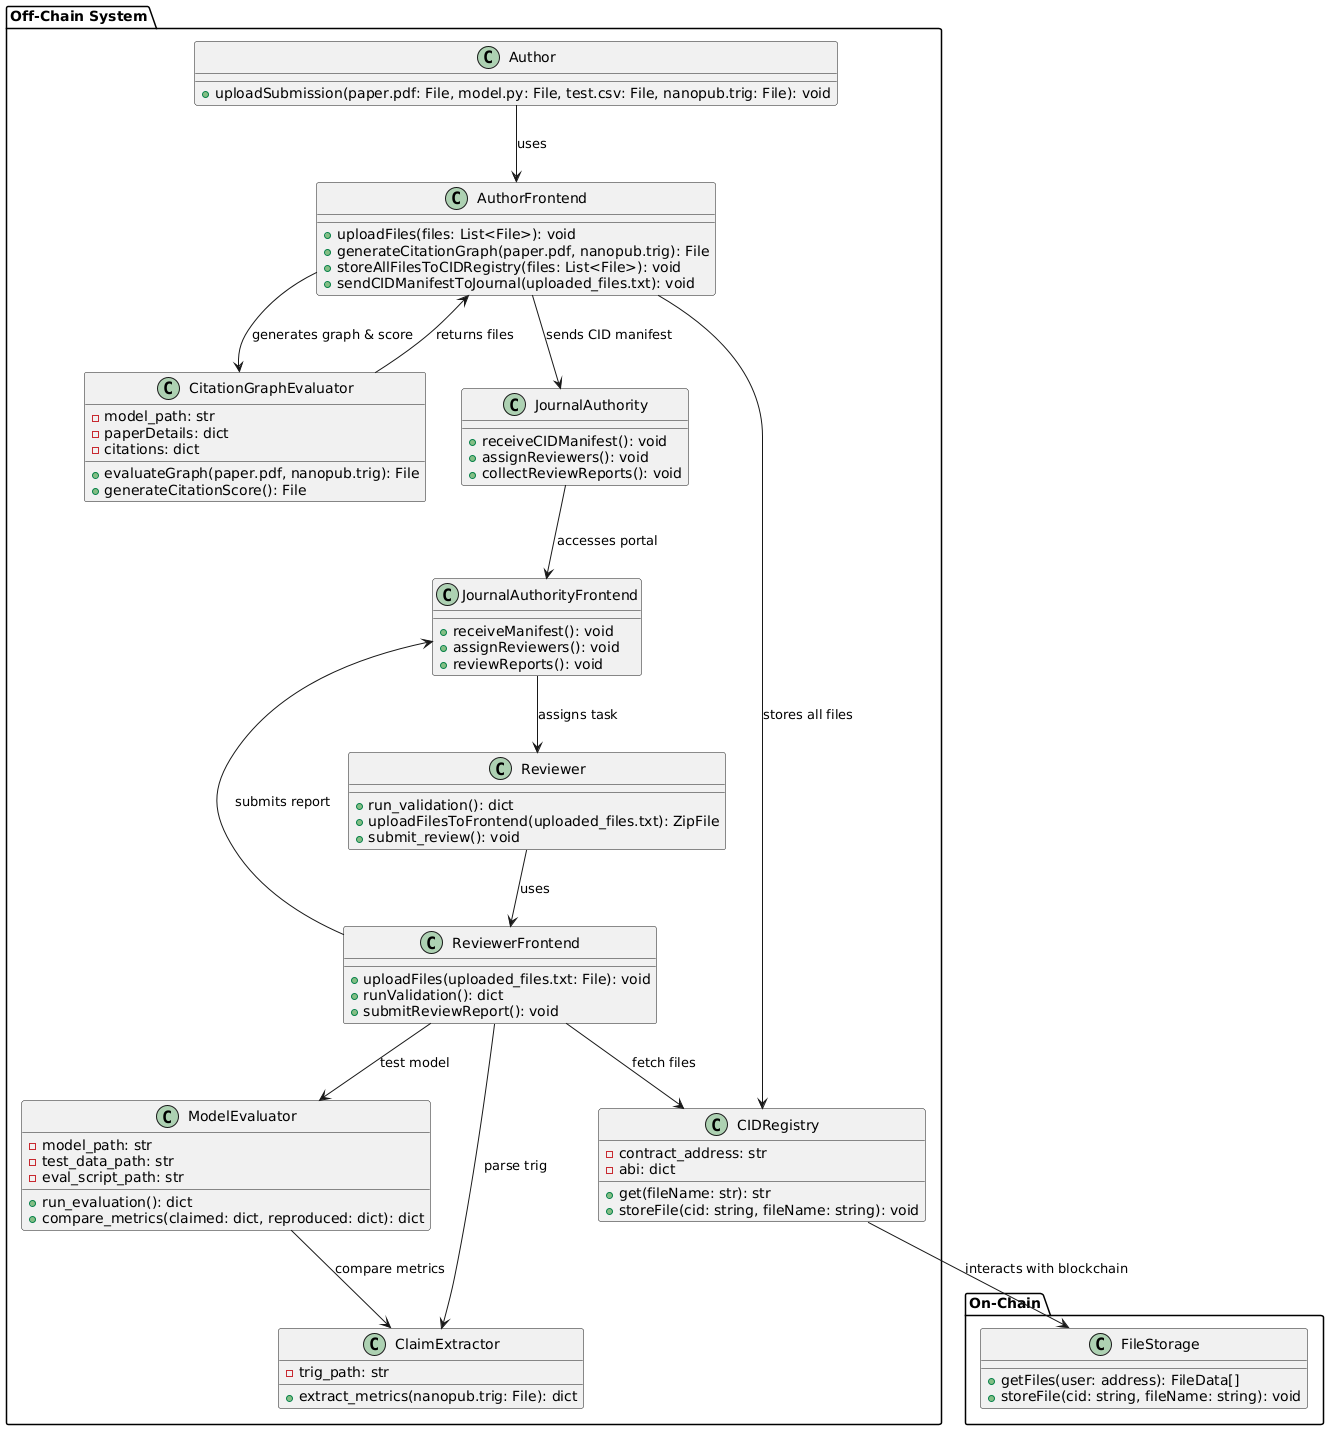 Off-Chain System
C Author
uploadSubmission(paper.pdf: File, model.py: File, test.csv: File, nanopub.trig: File): void
uses
C AuthorFrontend
uploadFiles(files: List<File>): void
generateCitationGraph(paper.pdf, nanopub.trig): File
storeAllFilesToCIDRegistry(files: List<File>): void
sendCIDManifestToJournal(uploaded_files.txt): void
generates graph & score
returns files
sends CID manifest
C CitationGraphEvaluator
model_path: str
paperDetails: dict
citations: dict
evaluateGraph(paper.pdf, nanopub.trig): File
generateCitationScore(): File
C JournalAuthority
receiveCIDManifest(): void
assignReviewers(): void
collectReviewReports(): void
accesses portal
C JournalAuthorityFrontend
receiveManifest(): void
assignReviewers(): void
reviewReports(): void
assigns task
stores all files
C Reviewer
run_validation(): dict
uploadFilesToFrontend(uploaded_files.txt): ZipFile
submit_review(): void
submits report
uses
C ReviewerFrontend
uploadFiles(uploaded_files.txt: File): void
runValidation(): dict
submitReviewReport(): void
test model
fetch files
C ModelEvaluator
model_path: str
test_data_path: str
eval_script_path: str
run_evaluation(): dict
compare_metrics(claimed: dict, reproduced: dict): dict
parse trig
C CIDRegistry
contract_address: str
abi: dict
get(fileName: str): str
storeFile(cid: string, fileName: string): void
compare metrics
interacts with blockchain
On-Chain
C ClaimExtractor
trig_path: str
extract_metrics(nanopub.trig: File): dict
C FileStorage
getFiles(user: address): FileData[]
storeFile(cid: string, fileName: string): void